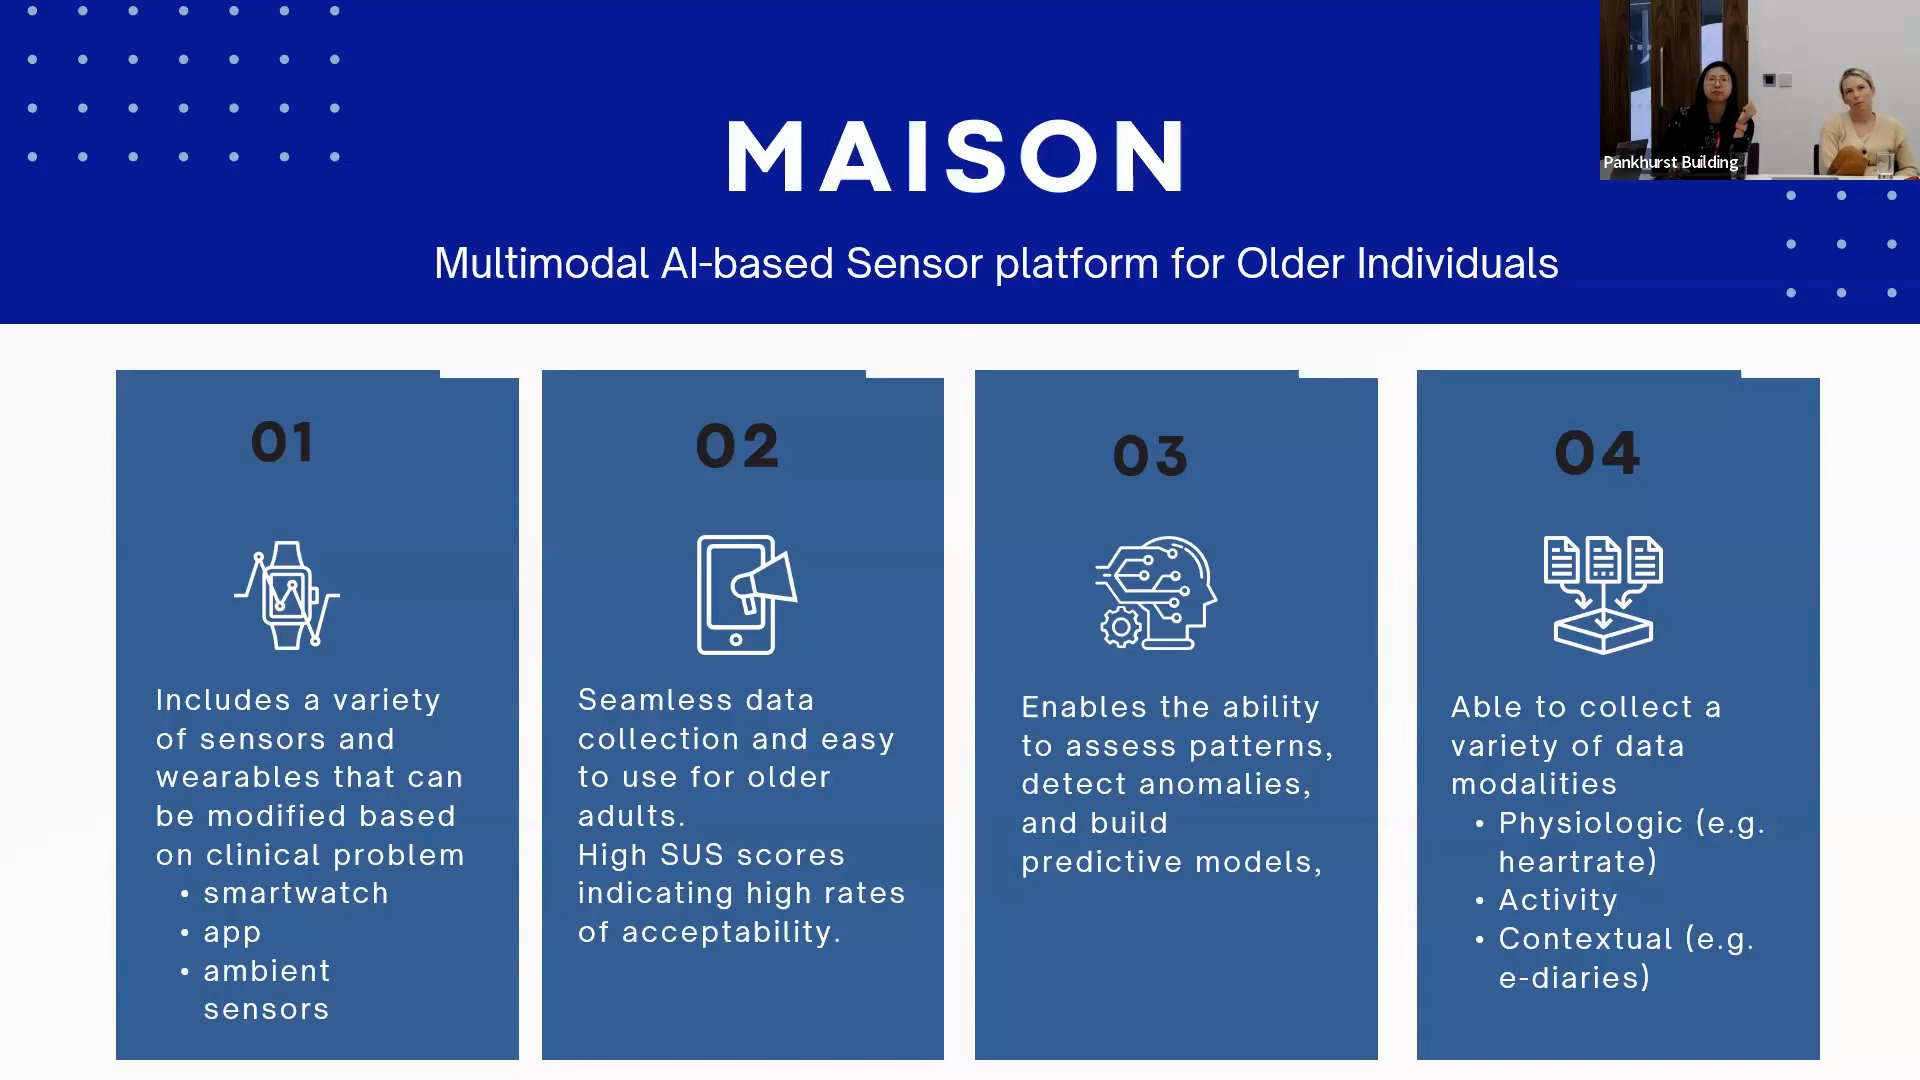 MAISON
Multimodal AI-based Sensor platform for Older Individuals
Pankhurst Building
01
Includes a variety
of sensors and
wearables that can
be modified based
on clinical problem
• smartwatch
• app
• ambient
sensors
02
Seamless data
collection and easy
to use for older
adults.
High SUS scores
indicating high rates
of acceptability.
03
Enables the ability
to assess patterns,
detect anomalies,
and build
predictive models,
04
Able to collect a
variety of data
modalities
• Physiologic (e.g.
heartrate)
• Activity
• Contextual (e.g.
e-diaries)